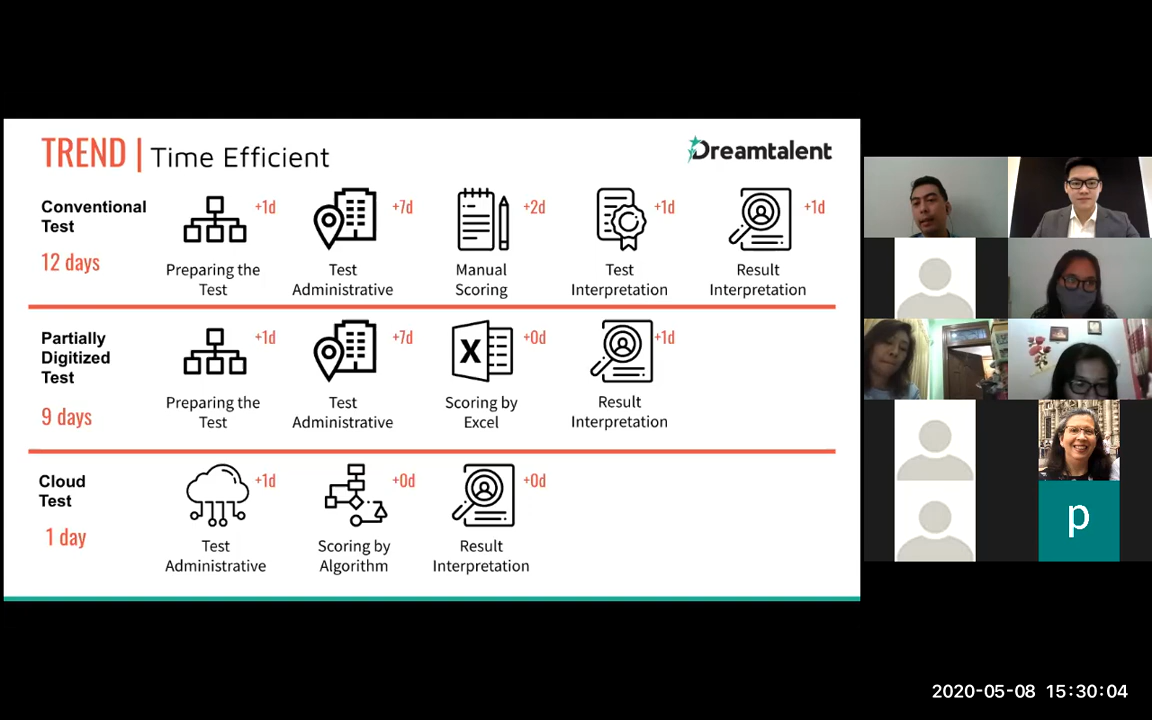 TREND | Time Efficient
Dreamtalent
Conventional
Test
12 days
+1d
Preparing the
Test
+7d
Test
Administrative
+2d
Manual
Scoring
+1d
Test
Interpretation
+1d
Result
Interpretation
Partially
Digitized
Test
9 days
+1d
Preparing the
Test
+7d
Test
Administrative
X
+0d
Scoring by
Excel
+1d
Result
Interpretation
Cloud
Test
1 day
+1d
Test
Administrative
+0d
Scoring by
Algorithm
+0d
Result
Interpretation
p
2020-05-08 15:30:04